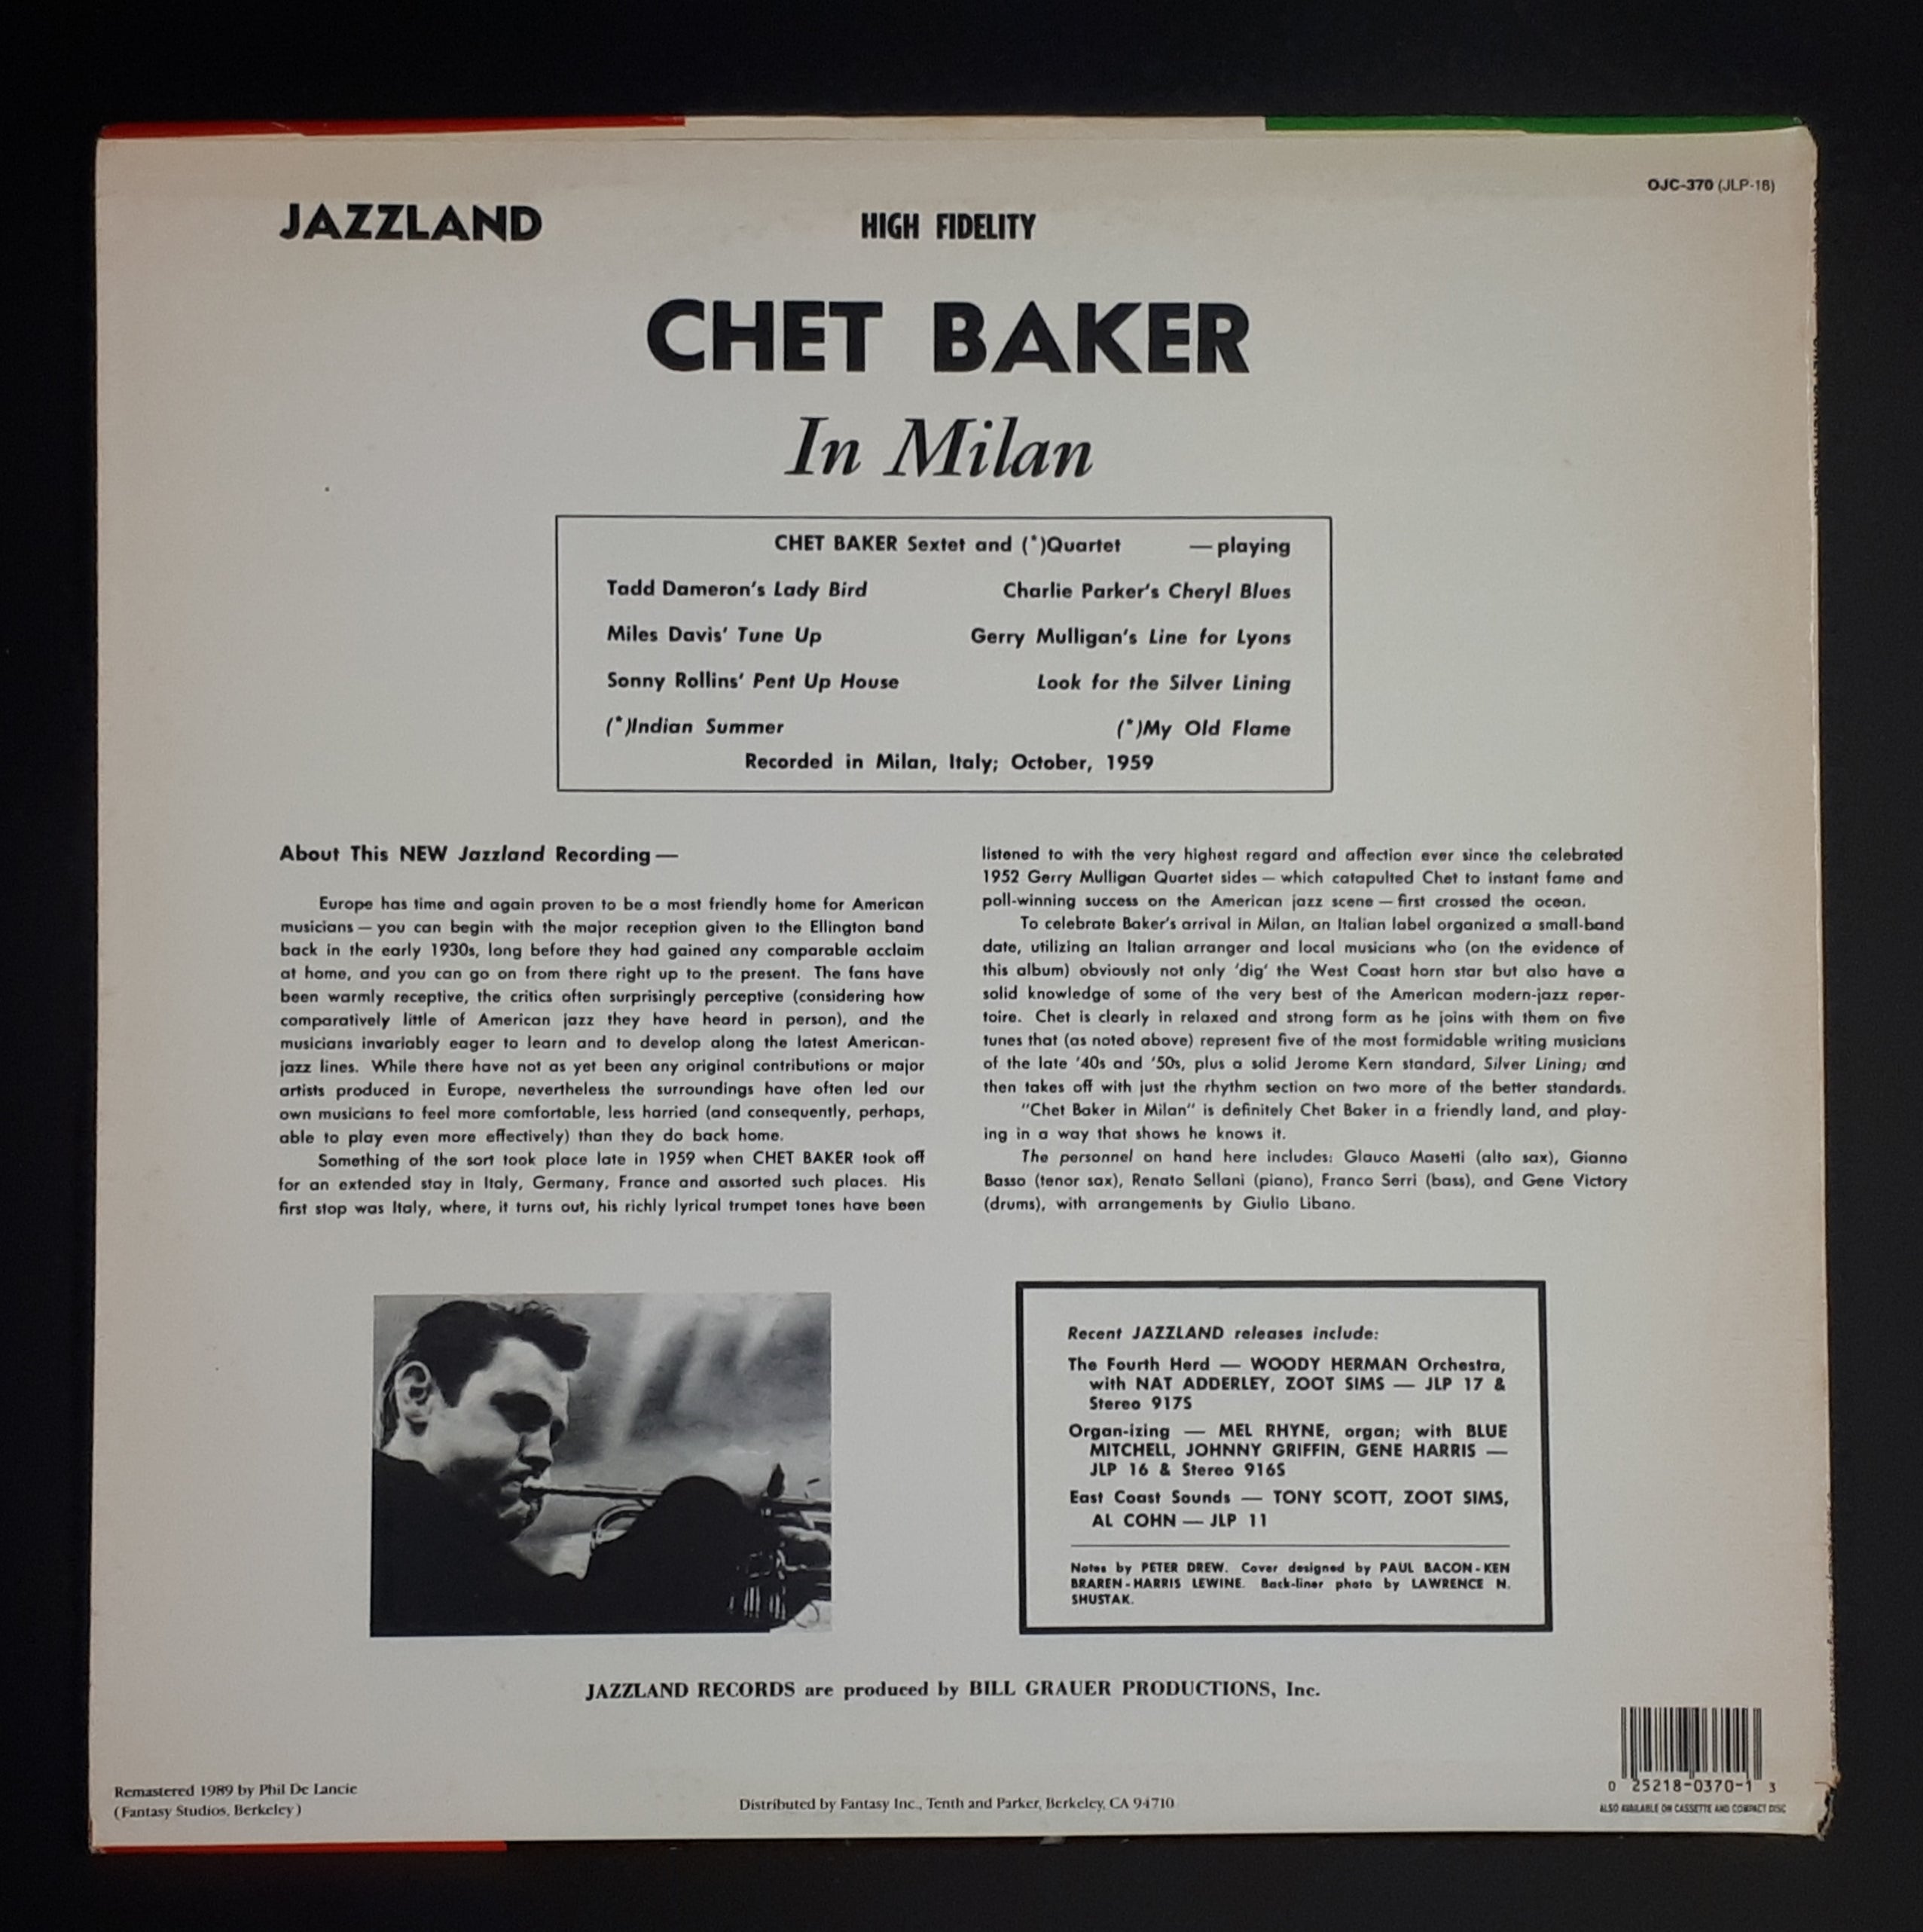 OJC-370 (JLP-18)
JAZZLAND
HIGH FIDELITY
CHET BAKER
In Milan
CHET BAKER Sextet and (*)Quartet — playing
Tadd Dameron's Lady Bird
Charlie Parker's Cheryl Blues
Miles Davis' Tune Up
Gerry Mulligan's Line for Lyons
Sonny Rollins' Pent Up House
Look for the Silver Lining
(*)Indian Summer
(*)My Old Flame
Recorded in Milan, Italy; October, 1959
About This NEW Jazzland Recording —
Europe has time and again proven to be a most friendly home for American
musicians — you can begin with the major reception given to the Ellington band
back in the early 1930s, long before they had gained any comparable acclaim
at home, and you can go on from there right up to the present. The fans have
been warmly receptive, the critics often surprisingly perceptive (considering how
comparatively little of American jazz they have heard in person), and the
musicians invariably eager to learn and to develop along the latest American-
jazz lines. While there have not as yet been any original contributions or major
artists produced in Europe, nevertheless the surroundings have often led our
own musicians to feel more comfortable, less harried (and consequently, perhaps,
able to play even more effectively) than they do back home.
Something of the sort took place late in 1959 when CHET BAKER took off
for an extended stay in Italy, Germany, France and assorted such places. His
first stop was Italy, where, it turns out, his richly lyrical trumpet tones have been
listened to with the very highest regard and affection ever since the celebrated
1952 Gerry Mulligan Quartet sides — which catapulted Chet to instant fame and
poll-winning success on the American jazz scene — first crossed the ocean.
To celebrate Baker's arrival in Milan, an Italian label organized a small-band
date, utilizing an Italian arranger and local musicians who (on the evidence of
this album) obviously not only 'dig' the West Coast horn star but also have a
solid knowledge of some of the very best of the American modern-jazz reper-
toire. Chet is clearly in relaxed and strong form as he joins with them on five
tunes that (as noted above) represent five of the most formidable writing musicians
of the late '40s and '50s, plus a solid Jerome Kern standard, Silver Lining; and
then takes off with just the rhythm section on two more of the better standards.
"Chet Baker in Milan" is definitely Chet Baker in a friendly land, and play-
ing in a way that shows he knows it.
The personnel on hand here includes: Glauco Masetti (alto sax), Gianno
Basso (tenor sax), Renato Sellani (piano), Franco Serri (bass), and Gene Victory
(drums), with arrangements by Giulio Libano.
Recent JAZZLAND releases include:
The Fourth Herd — WOODY HERMAN Orchestra,
with NAT ADDERLEY, ZOOT SIMS — JLP 17 &
Stereo 917S
Organ-izing — MEL RHYNE, organ; with BLUE
MITCHELL, JOHNNY GRIFFIN, GENE HARRIS —
JLP 16 & Stereo 916S
East Coast Sounds — TONY SCOTT, ZOOT SIMS,
AL COHN — JLP 11
Notes by PETER DREW. Cover designed by PAUL BACON-KEN
BRAREN-HARRIS LEWINE. Back-liner photo by LAWRENCE N.
SHUSTAK.
JAZZLAND RECORDS are produced by BILL GRAUER PRODUCTIONS, Inc.
Remastered 1989 by Phil De Lancie
(Fantasy Studios, Berkeley)
Distributed by Fantasy Inc., Tenth and Parker, Berkeley, CA 94710
0 25218-0370-1 3
ALSO AVAILABLE ON CASSETTE AND COMPACT DISC